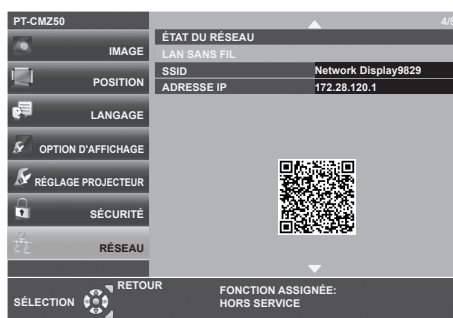 PT-CMZ50
4/5
IMAGE
POSITION
LANGAGE
OPTION D'AFFICHAGE
RÉGLAGE PROJECTEUR
SÉCURITÉ
RÉSEAU
ÉTAT DU RÉSEAU
LAN SANS FIL
SSID Network Display9829
ADRESSE IP 172.28.120.1
SÉLECTION
RETOUR
FONCTION ASSIGNÉE:
HORS SERVICE